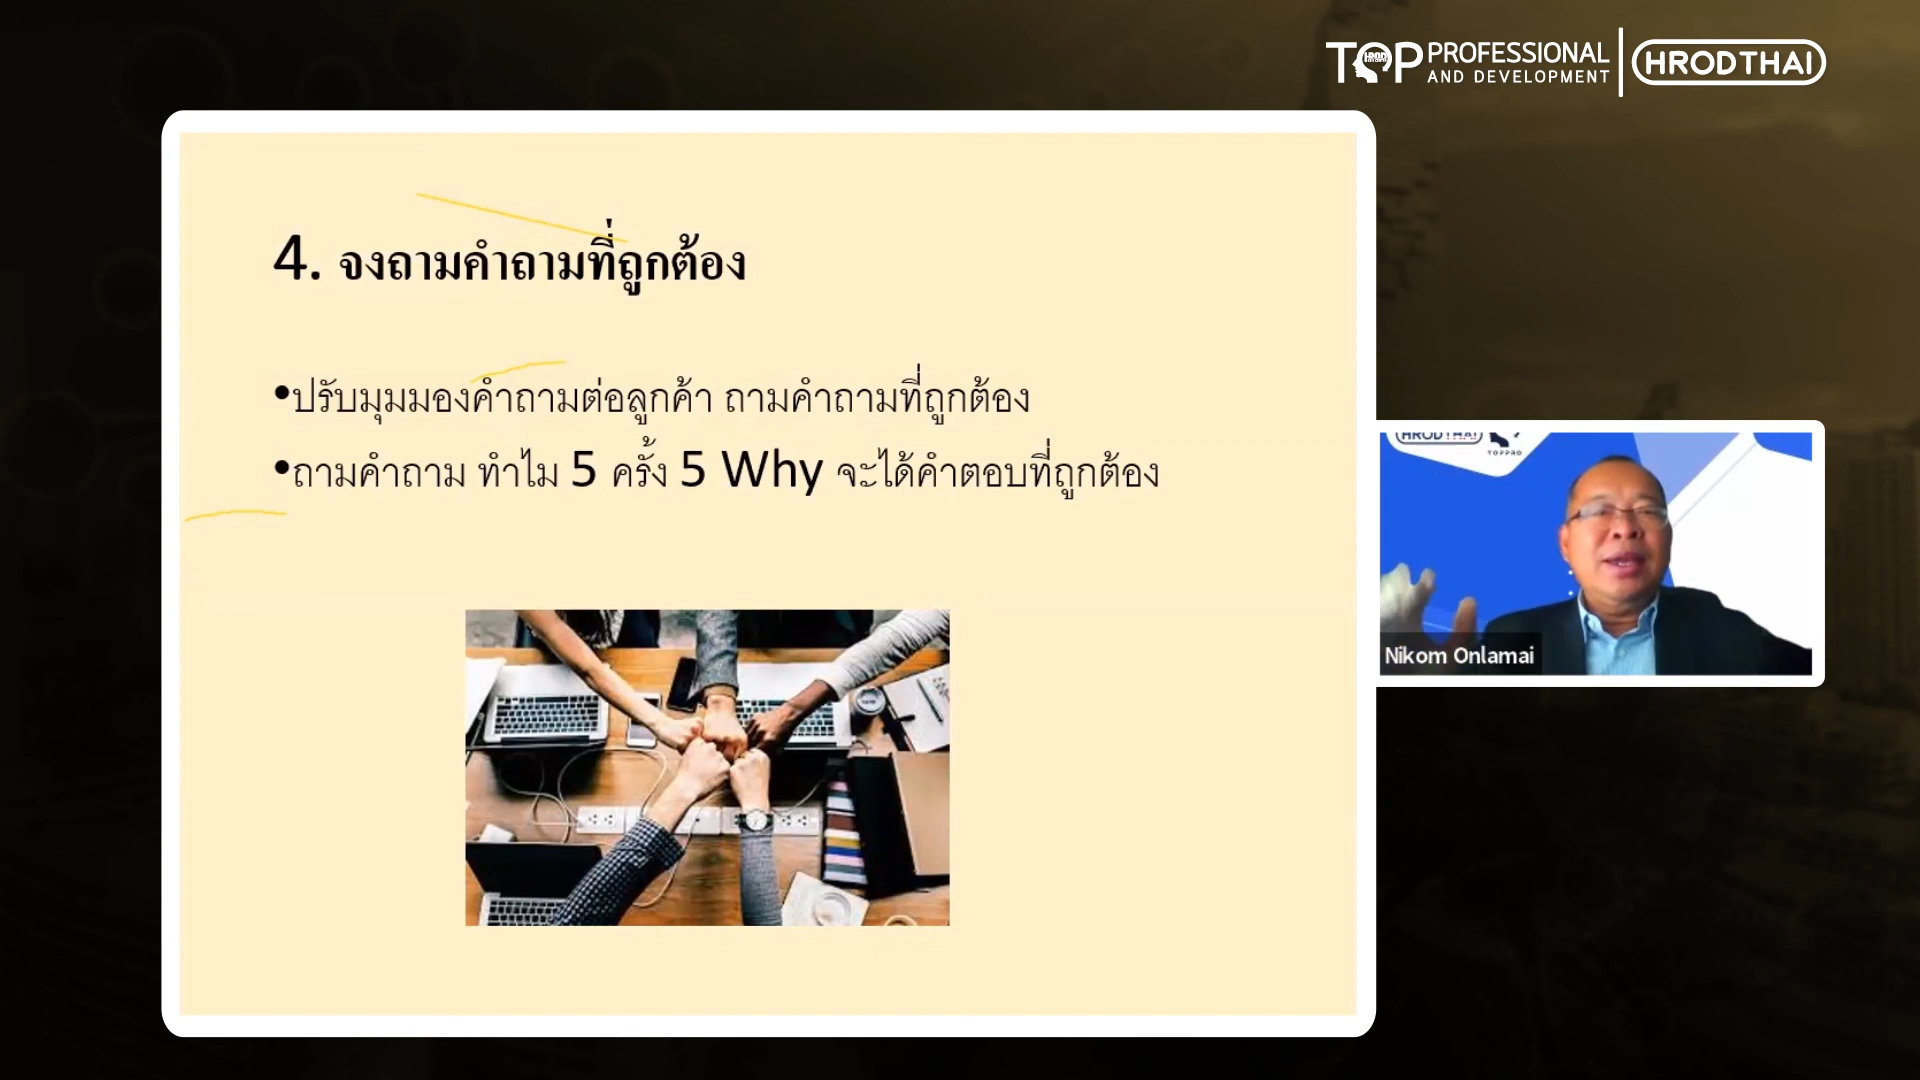 TOP PROFESSIONAL AND DEVELOPMENT
HRODTHAI
4. จงถามคำถามที่ถูกต้อง
•ปรับมุมมองคำถามต่อลูกค้า ถามคำถามที่ถูกต้อง
•ถามคำถาม ทำไม 5 ครั้ง 5 Why จะได้คำตอบที่ถูกต้อง
HRODTHAI
TOPPRO
Nikom Onlamai